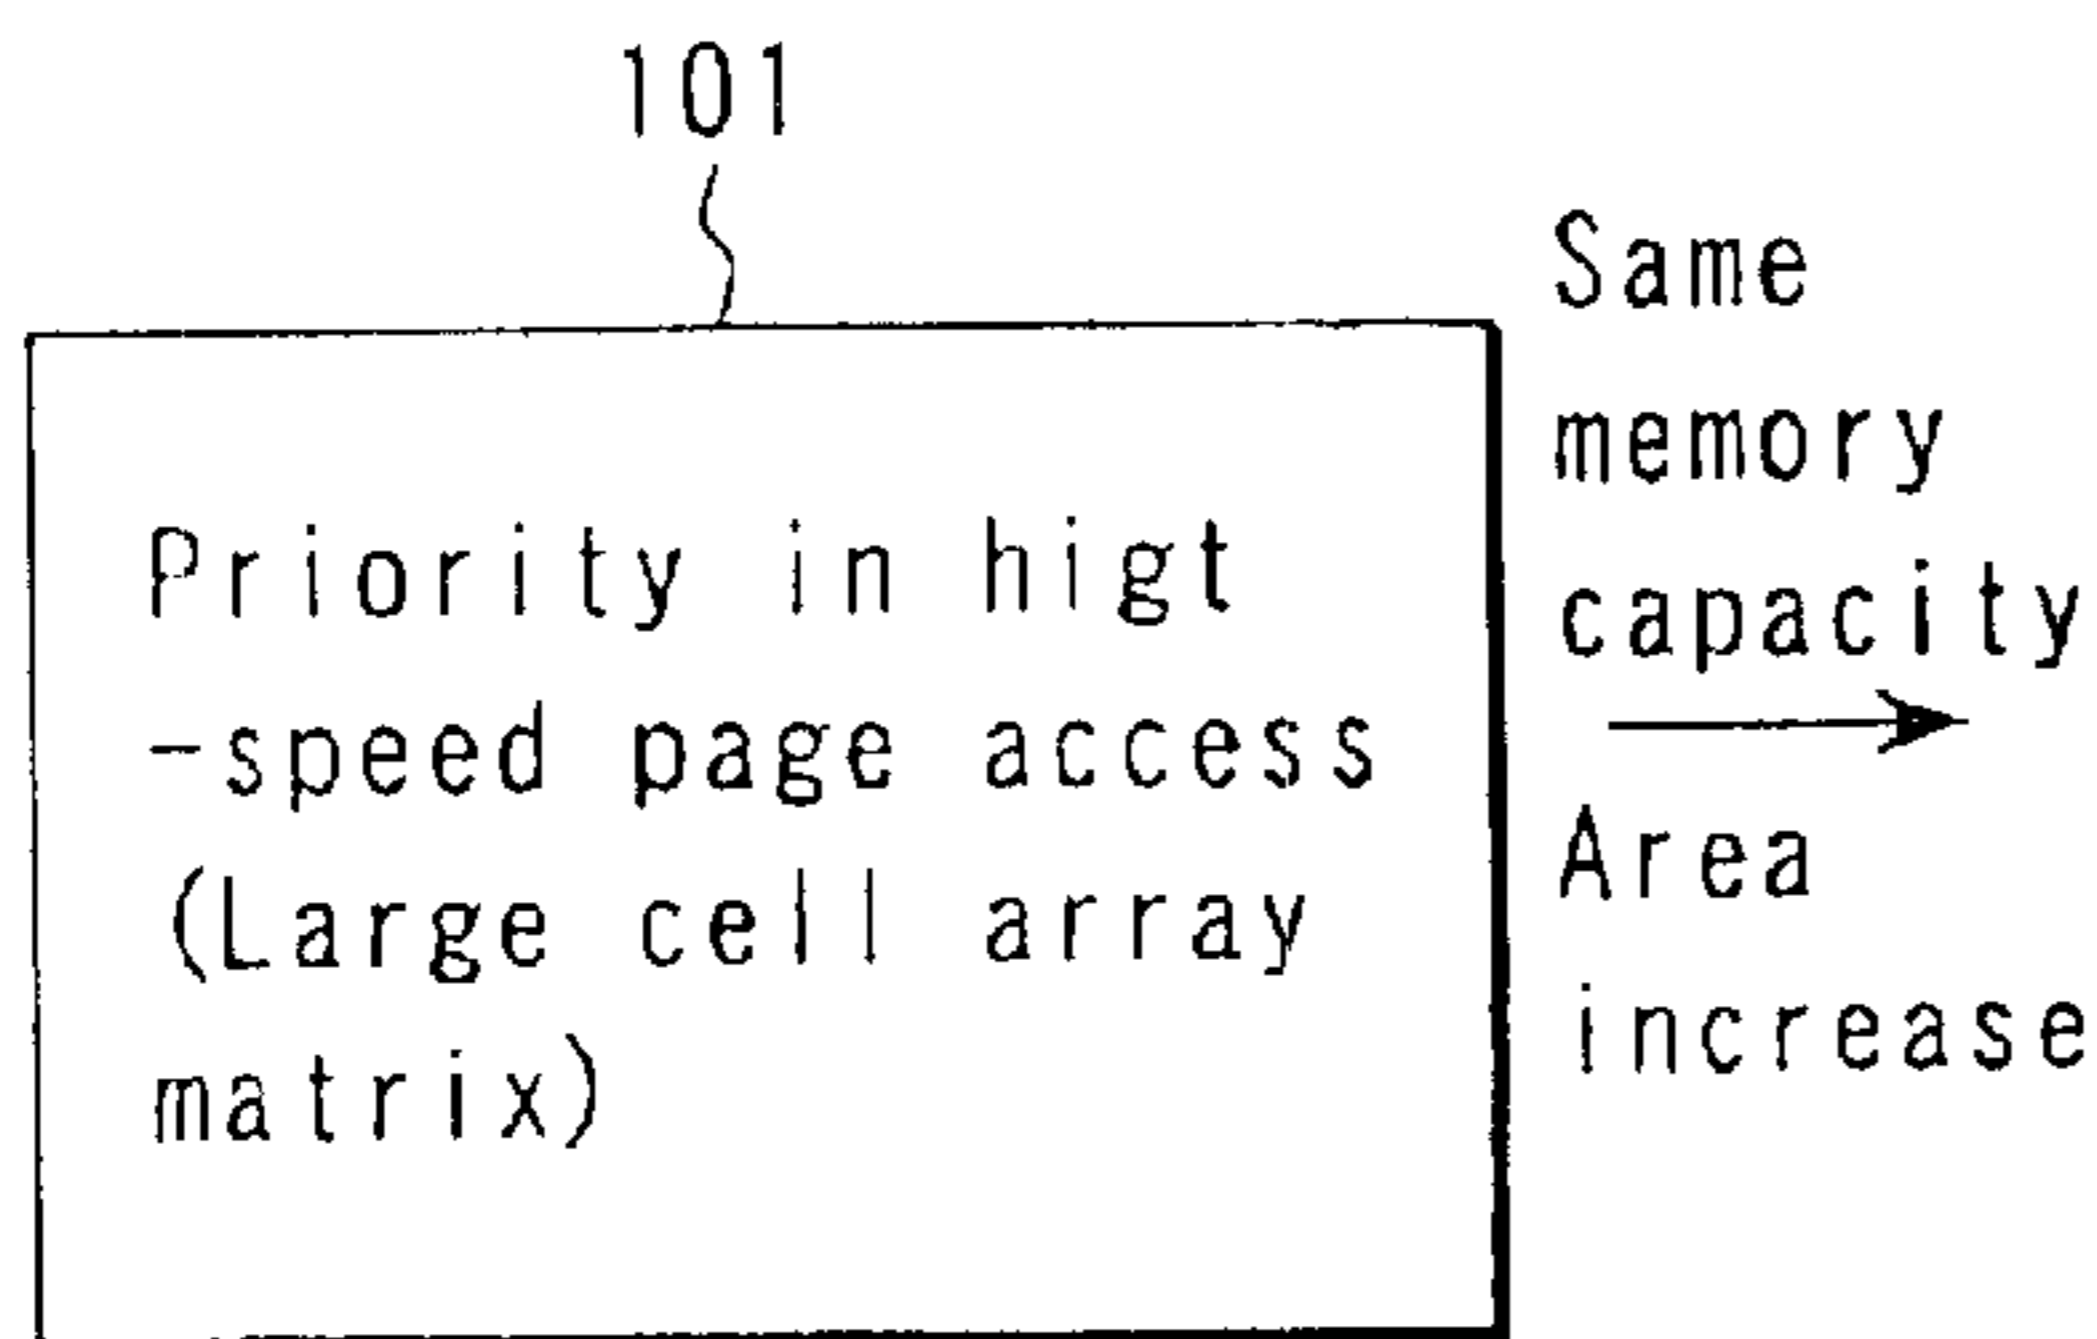 101
Priority in higt
-speed page access
(Large cell array
matrix)
Same
memory
capacity
Area
increase